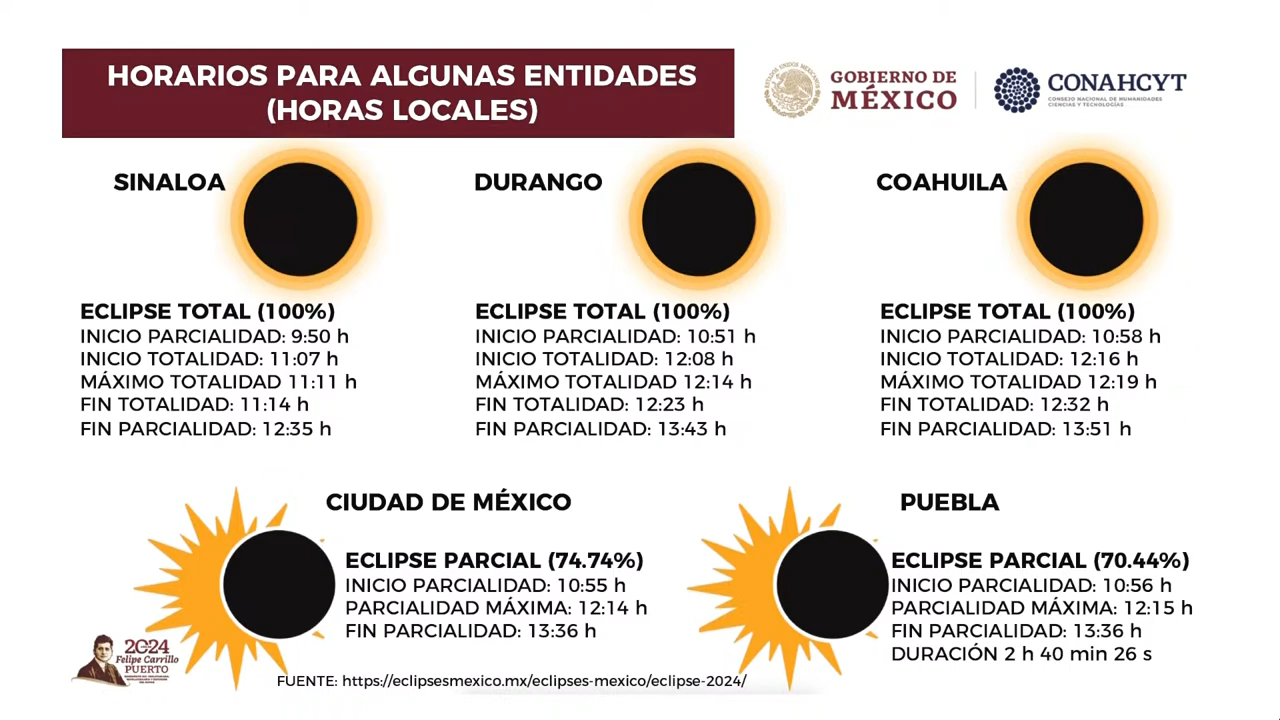 HORARIOS PARA ALGUNAS ENTIDADES
(HORAS LOCALES)
GOBIERNO DE
MÉXICO
CONAHCYT
CONSEJO NACIONAL DE HUMANIDADES
CIENCIAS Y TECNOLOGÍAS
SINALOA
ECLIPSE TOTAL (100%)
INICIO PARCIALIDAD: 9:50 h
INICIO TOTALIDAD: 11:07 h
MÁXIMO TOTALIDAD 11:11 h
FIN TOTALIDAD: 11:14 h
FIN PARCIALIDAD: 12:35 h
DURANGO
ECLIPSE TOTAL (100%)
INICIO PARCIALIDAD: 10:51 h
INICIO TOTALIDAD: 12:08 h
MÁXIMO TOTALIDAD 12:14 h
FIN TOTALIDAD: 12:23 h
FIN PARCIALIDAD: 13:43 h
COAHUILA
ECLIPSE TOTAL (100%)
INICIO PARCIALIDAD: 10:58 h
INICIO TOTALIDAD: 12:16 h
MÁXIMO TOTALIDAD 12:19 h
FIN TOTALIDAD: 12:32 h
FIN PARCIALIDAD: 13:51 h
CIUDAD DE MÉXICO
ECLIPSE PARCIAL (74.74%)
INICIO PARCIALIDAD: 10:55 h
PARCIALIDAD MÁXIMA: 12:14 h
FIN PARCIALIDAD: 13:36 h
PUEBLA
ECLIPSE PARCIAL (70.44%)
INICIO PARCIALIDAD: 10:56 h
PARCIALIDAD MÁXIMA: 12:15 h
FIN PARCIALIDAD: 13:36 h
DURACIÓN 2 h 40 min 26 s
2024
Felipe Carrillo
PUERTO
FUENTE: https://eclipsesmexico.mx/eclipses-mexico/eclipse-2024/